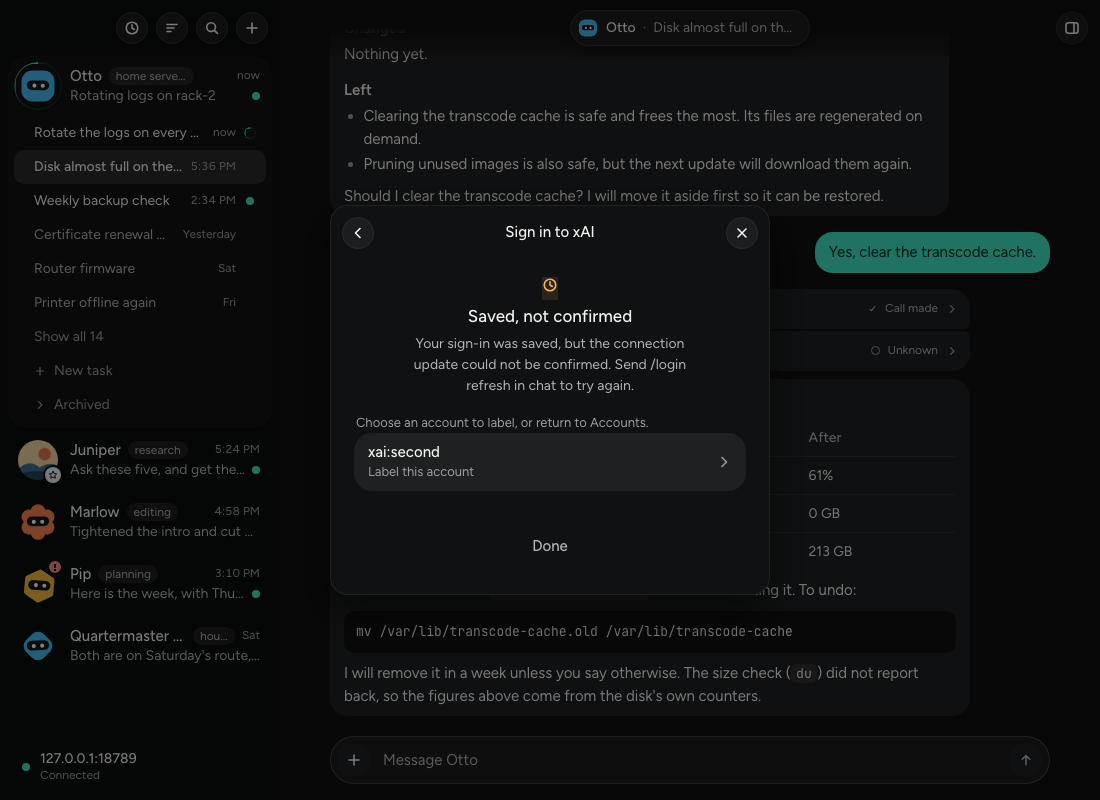 Otto home serve... now
Rotating logs on rack-2
Rotate the logs on every ... now
Disk almost full on the... 5:36 PM
Weekly backup check 2:34 PM
Certificate renewal ... Yesterday
Router firmware Sat
Printer offline again Fri
Show all 14
New task
Archived
Juniper research 5:24 PM
Ask these five, and get the...
Marlow editing 4:58 PM
Tightened the intro and cut ...
Pip planning 3:10 PM
Here is the week, with Thu...
Quartermaster ... hou... Sat
Both are on Saturday's route,...
127.0.0.1:18789
Connected
Otto · Disk almost full on th...
Nothing yet.
Left
Clearing the transcode cache is safe and frees the most. Its files are regenerated on
demand.
Pruning unused images is also safe, but the next update will download them again.
Should I clear the transcode cache? I will move it aside first so it can be restored.
Yes, clear the transcode cache.
Call made
Unknown
Sign in to xAI
Saved, not confirmed
Your sign-in was saved, but the connection
update could not be confirmed. Send /login
refresh in chat to try again.
Choose an account to label, or return to Accounts.
xai:second
Label this account
Done
After
61%
0 GB
213 GB
it. To undo:
mv /var/lib/transcode-cache.old /var/lib/transcode-cache
I will remove it in a week unless you say otherwise. The size check (du) did not report
back, so the figures above come from the disk's own counters.
Message Otto